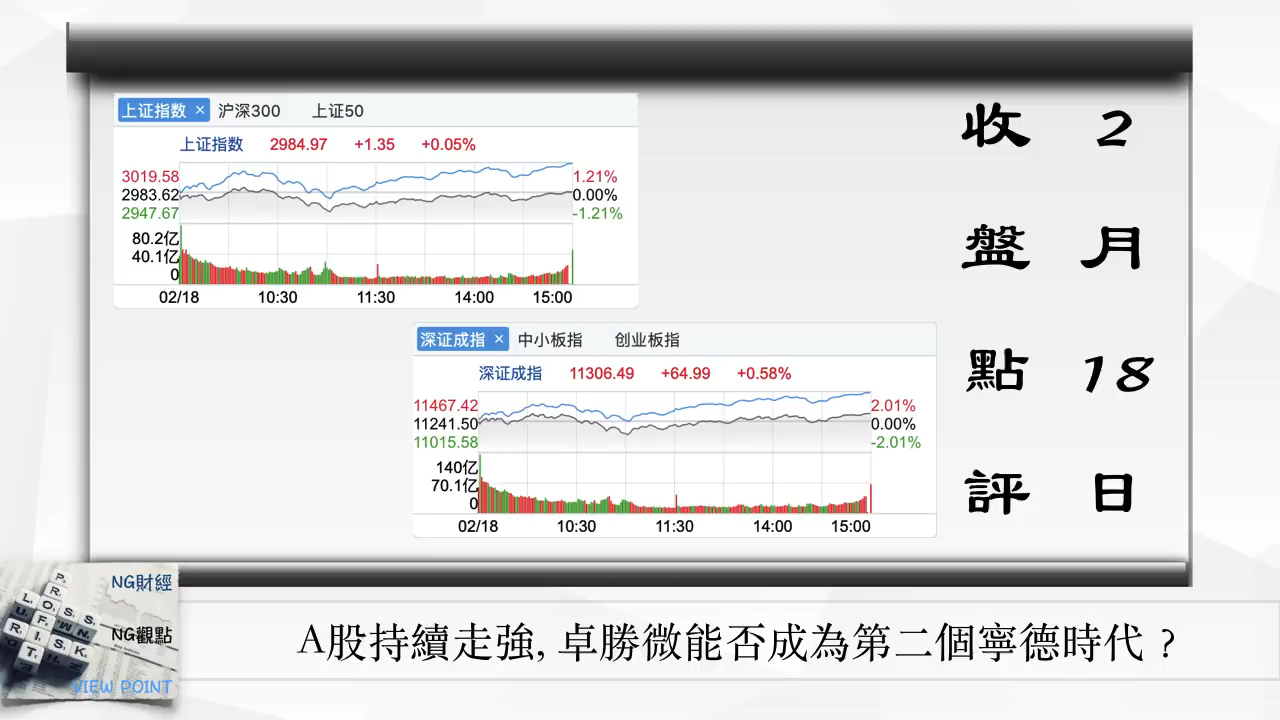 上证指数 × 沪深300 上证50
上证指数 2984.97 +1.35 +0.05%
3019.58 1.21%
2983.62 0.00%
2947.67 -1.21%
80.2亿
40.1亿
0
02/18 10:30 11:30 14:00 15:00
深证成指 × 中小板指 创业板指
深证成指 11306.49 +64.99 +0.58%
11467.42 2.01%
11241.50 0.00%
11015.58 -2.01%
140亿
70.1亿
0
02/18 10:30 11:30 14:00 15:00
2月18日
收盤點評
NG財經
NG觀點
VIEW POINT
A股持續走強, 卓勝微能否成為第二個寧德時代 ?